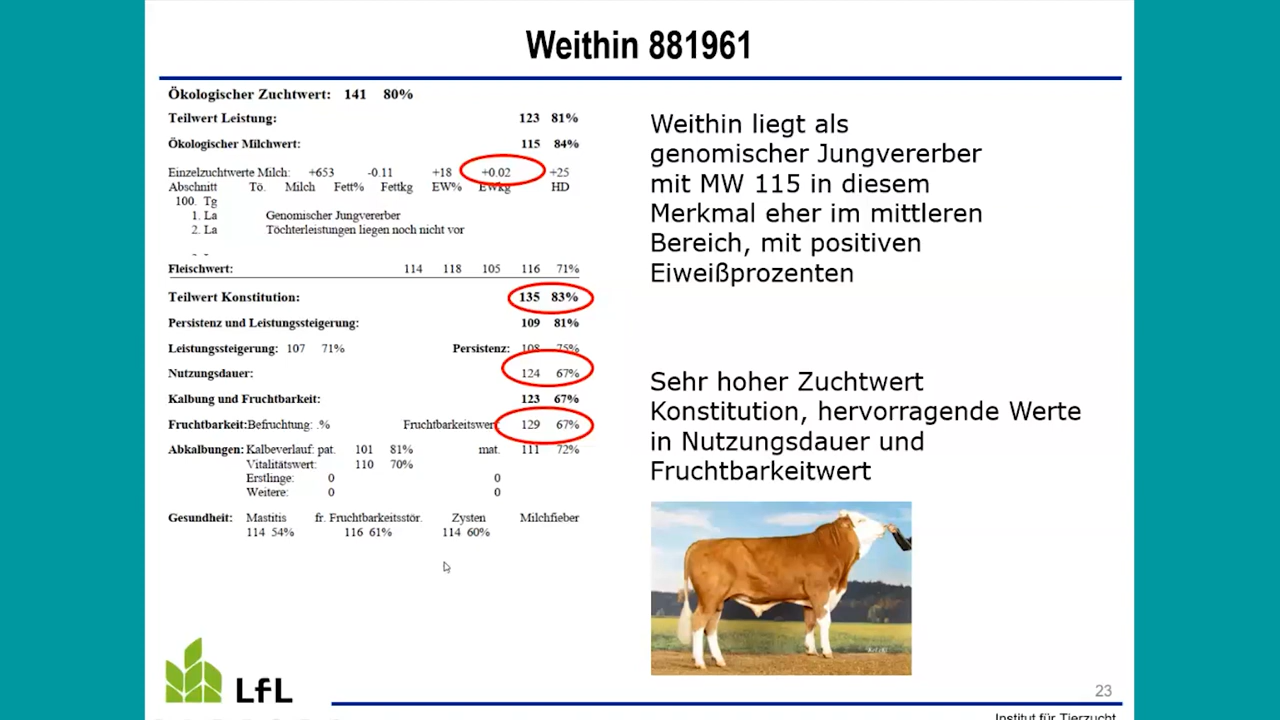 Weithin 881961
Ökologischer Zuchtwert: 141 80%
Teilwert Leistung: 123 81%
Ökologischer Milchwert: 115 84%
Einzelzuchtwerte Milch: +653 -0.11 +18 +0.02 +25
Abschnitt Tö. Milch Fett% Fettkg EW% EWkg HD
100. Tg
1. La Genomischer Jungvererber
2. La Töchterleistungen liegen noch nicht vor
Fleischwert: 114 118 105 116 71%
Teilwert Konstitution: 135 83%
Persistenz und Leistungssteigerung: 109 81%
Leistungssteigerung: 107 71% Persistenz: 108 75%
Nutzungsdauer: 124 67%
Kalbung und Fruchtbarkeit: 123 67%
Fruchtbarkeit: Befruchtung: .% Fruchtbarkeitswert 129 67%
Abkalbungen: Kalbeverlauf: pat. 101 81% mat. 111 72%
Vitalitätswert: 110 70%
Erstlinge: 0 0
Weitere: 0 0
Gesundheit: Mastitis fr. Fruchtbarkeitsstör. Zysten Milchfieber
114 54% 116 61% 114 60%
Weithin liegt als
genomischer Jungvererber
mit MW 115 in diesem
Merkmal eher im mittleren
Bereich, mit positiven
Eiweißprozenten
Sehr hoher Zuchtwert
Konstitution, hervorragende Werte
in Nutzungsdauer und
Fruchtbarkeitwert
LfL
23
Institut für Tierzucht